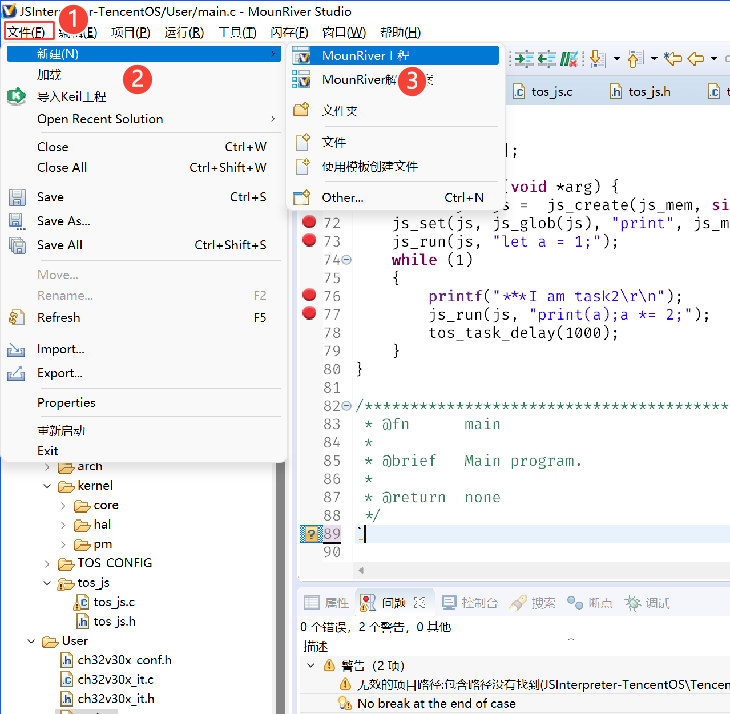 JSInterpreter-TencentOS/User/main.c - MounRiver Studio
文件(F) 1 编辑(E) 项目(P) 运行(R) 工具(T) 闪存(F) 窗口(W) 帮助(H)
新建(N)
加载
2
导入Keil工程
Open Recent Solution
Close Ctrl+W
Close All Ctrl+Shift+W
Save Ctrl+S
Save As...
Save All Ctrl+Shift+S
Move...
Rename... F2
Refresh F5
Import...
Export...
Properties
重新启动
Exit
MounRiver工程
MounRiver解
3
文件夹
文件
使用模板创建文件
Other... Ctrl+N
tos_js.c tos_js.h
];
(void *arg) {
js = js_create(js_mem, si
72 js_set(js, js_glob(js), "print", js_m
73 js_run(js, "let a = 1;");
74 while (1)
75 {
76 printf("***I am task2\r\n");
77 js_run(js, "print(a);a *= 2;");
78 tos_task_delay(1000);
79 }
80 }
81
82 /****************************************
83 * @fn main
84 *
85 * @brief Main program.
86 *
87 * @return none
88 */
89 `
90
arch
kernel
core
hal
pm
TOS_CONFIG
tos_js
tos_js.c
tos_js.h
User
ch32v30x_conf.h
ch32v30x_it.c
ch32v30x_it.h
属性 问题 控制台 搜索 断点 调试
0 个错误，2 个警告，0 其他
描述
警告 (2 项)
无效的项目路径:包含路径没有找到(JSInterpreter-TencentOS\Tencen
No break at the end of case